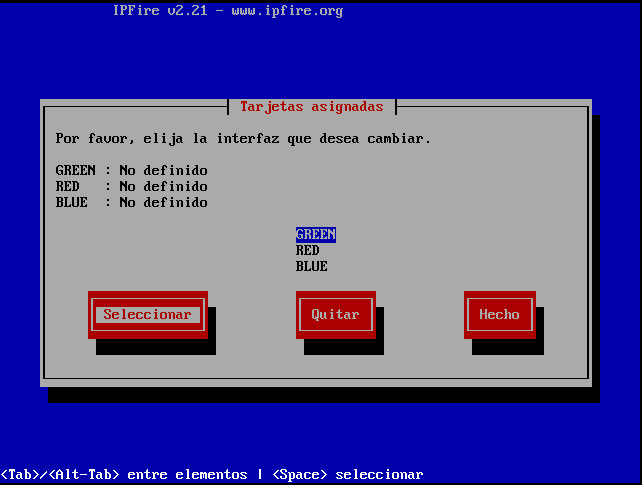 IPFire v2.21 - www.ipfire.org
Tarjetas asignadas
Por favor, elija la interfaz que desea cambiar.
GREEN : No definido
RED   : No definido
BLUE  : No definido
GREEN
RED
BLUE
Seleccionar Quitar Hecho
<Tab>/<Alt-Tab> entre elementos | <Space> seleccionar